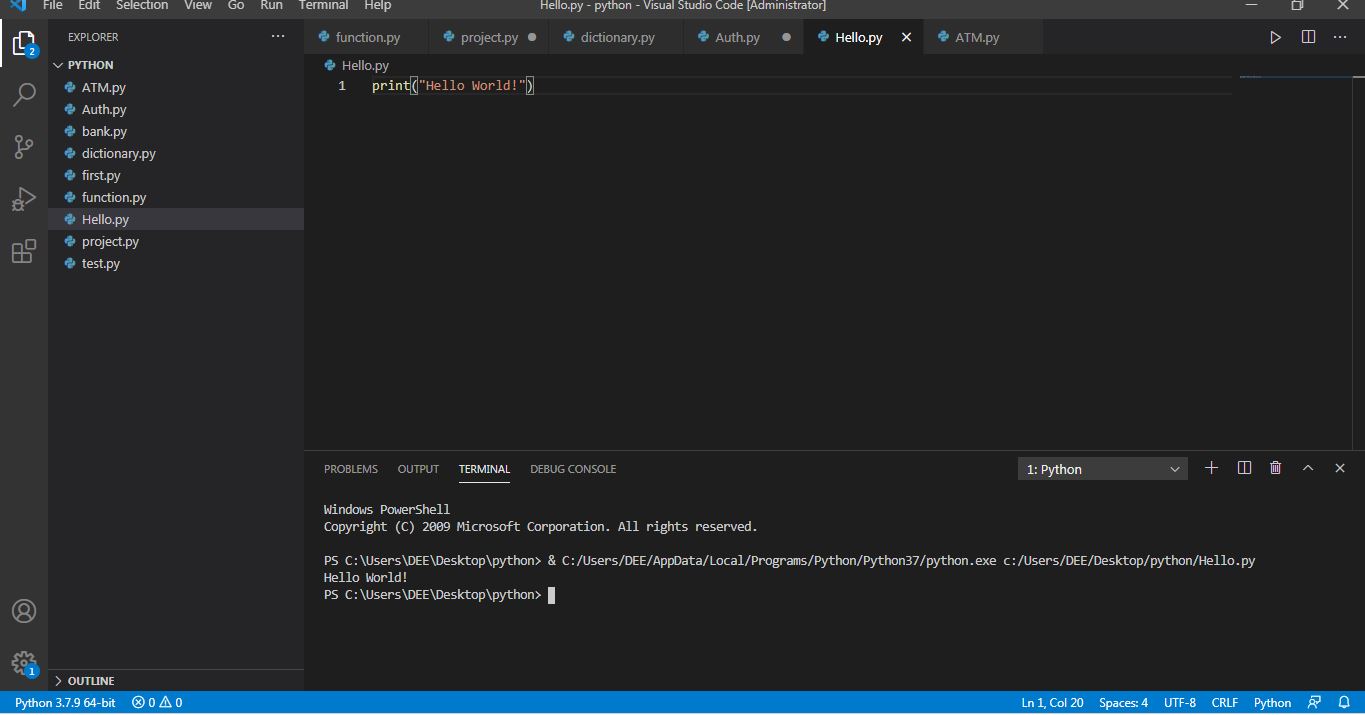 File Edit Selection View Go Run Terminal Help Hello.py - python - Visual Studio Code [Administrator]
EXPLORER ···
function.py project.py dictionary.py Auth.py Hello.py ATM.py
2
PYTHON
ATM.py
Auth.py
bank.py
dictionary.py
first.py
function.py
Hello.py
project.py
test.py
Hello.py
1 print("Hello World!")
PROBLEMS OUTPUT TERMINAL DEBUG CONSOLE 1: Python
Windows PowerShell
Copyright (C) 2009 Microsoft Corporation. All rights reserved.
PS C:\Users\DEE\Desktop\python> & C:/Users/DEE/AppData/Local/Programs/Python/Python37/python.exe c:/Users/DEE/Desktop/python/Hello.py
Hello World!
PS C:\Users\DEE\Desktop\python>
1
OUTLINE
Python 3.7.9 64-bit 0 0 Ln 1, Col 20 Spaces: 4 UTF-8 CRLF Python